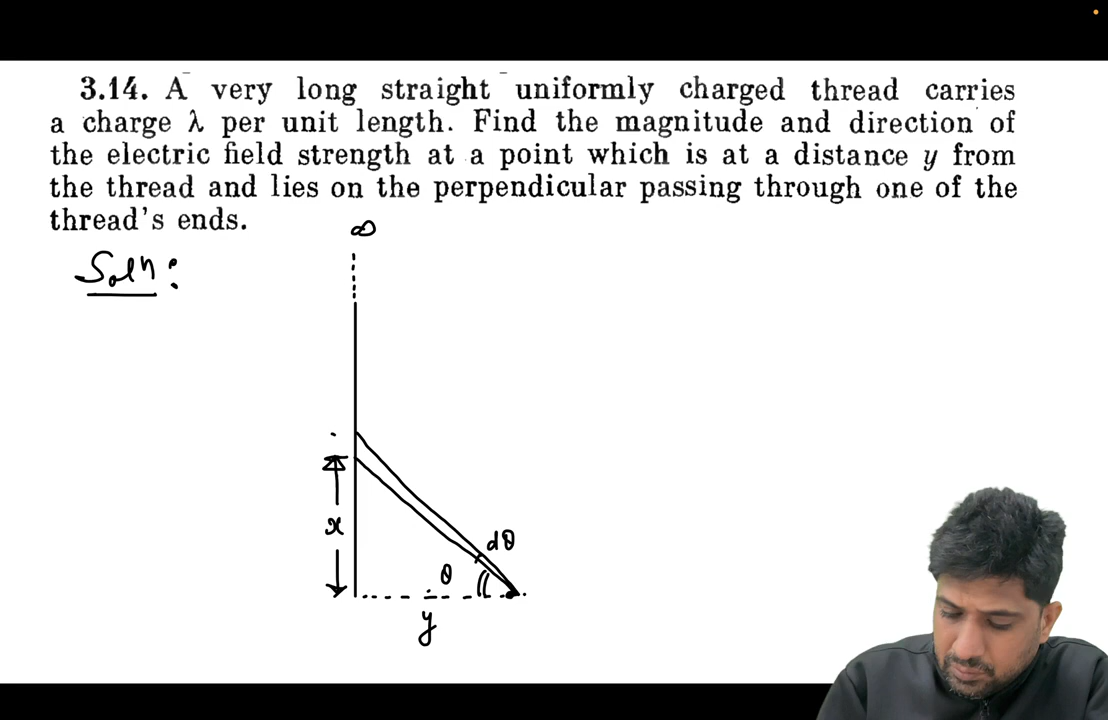 3.14. A very long straight uniformly charged thread carries
a charge λ per unit length. Find the magnitude and direction of
the electric field strength at a point which is at a distance y from
the thread and lies on the perpendicular passing through one of the
thread's ends.
∞
Soln:
dθ
x
θ
y